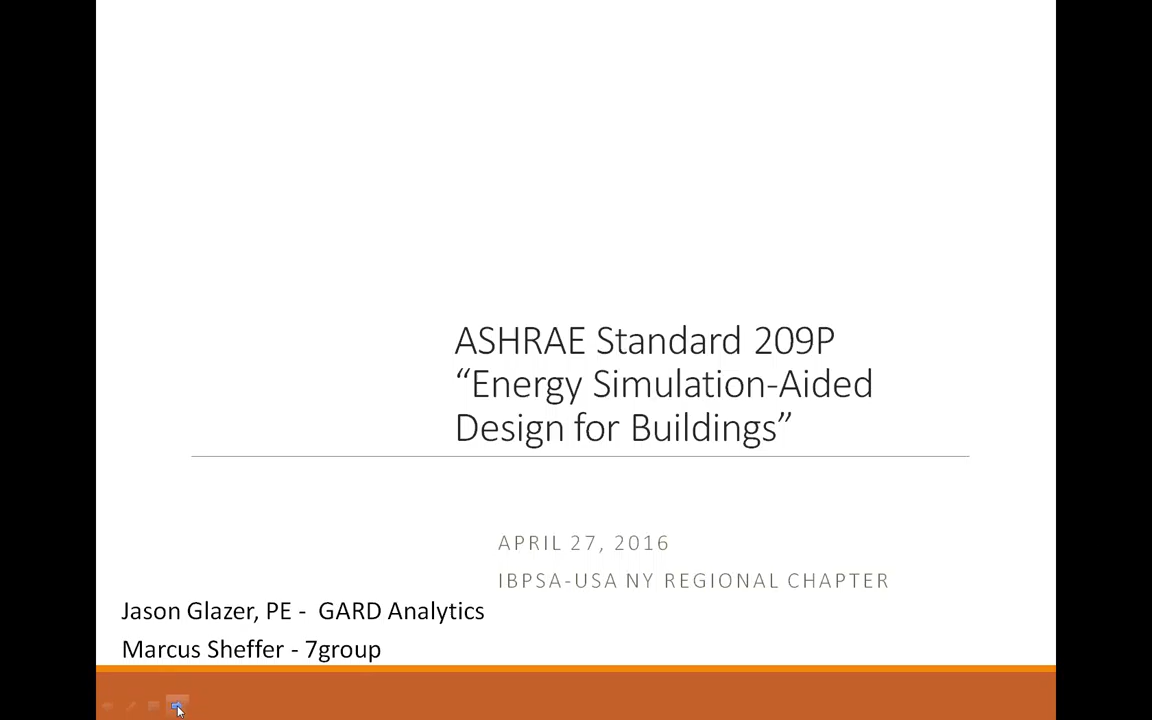 ASHRAE Standard 209P
“Energy Simulation-Aided
Design for Buildings”
APRIL 27, 2016
IBPSA-USA NY REGIONAL CHAPTER
Jason Glazer, PE - GARD Analytics
Marcus Sheffer - 7group